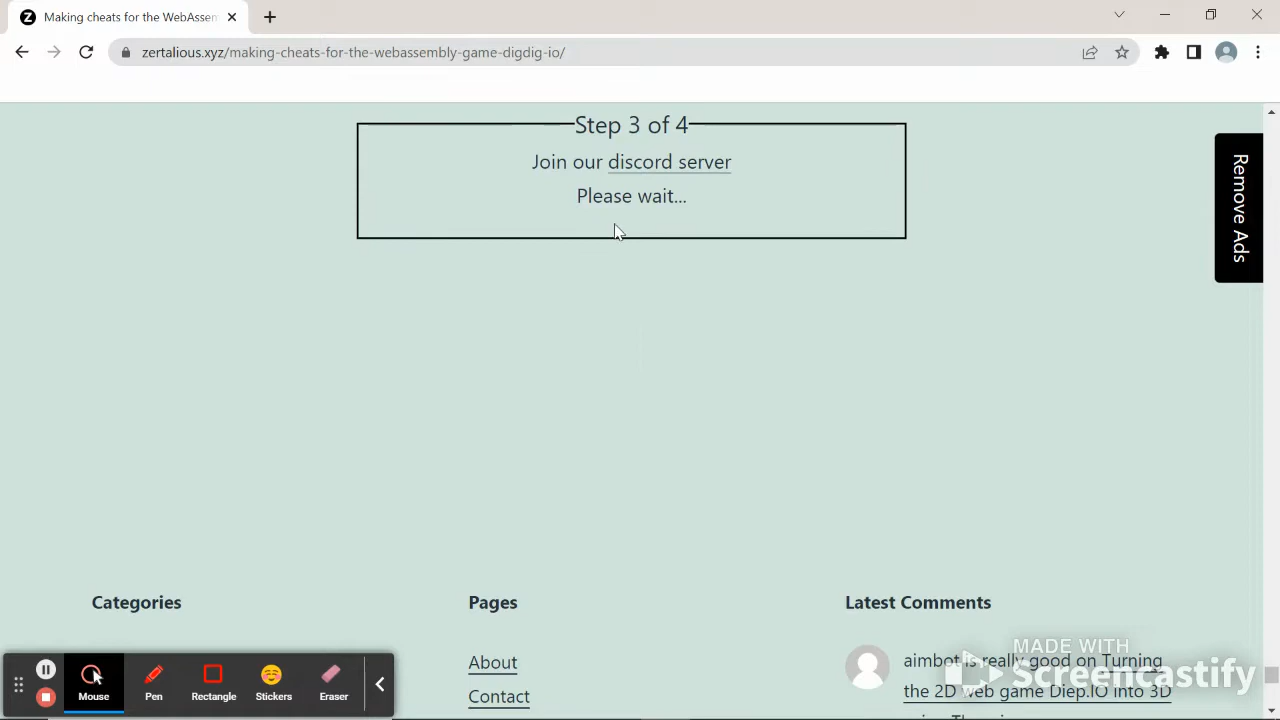 Making cheats for the WebAssem
zertalious.xyz/making-cheats-for-the-webassembly-game-digdig-io/
Step 3 of 4
Join our discord server
Please wait...
Remove Ads
Categories
Pages
Latest Comments
About
Contact
aimbot is really good on Turning
the 2D web game Diep.IO into 3D
Mouse
Pen
Rectangle
Stickers
Eraser
MADE WITH
Screencastify